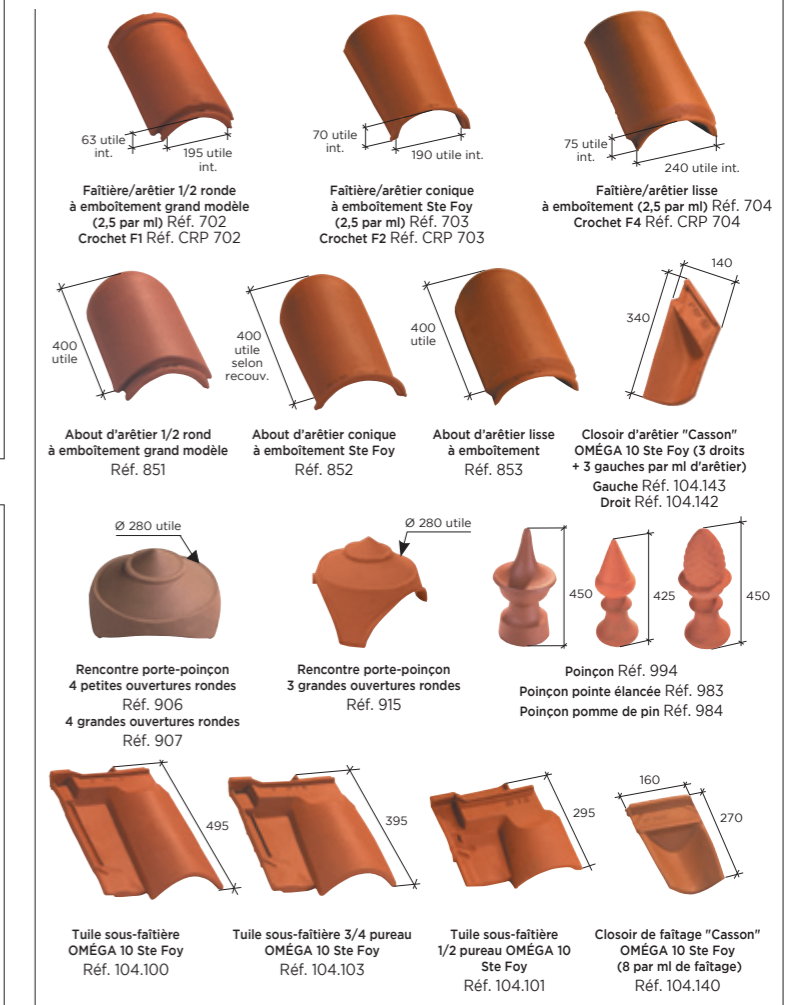 63 utile
int.
195 utile
int.
Faîtière/arêtier 1/2 ronde
à emboîtement grand modèle
(2,5 par ml) Réf. 702
Crochet F1 Réf. CRP 702
70 utile
int.
190 utile int.
Faîtière/arêtier conique
à emboîtement Ste Foy
(2,5 par ml) Réf. 703
Crochet F2 Réf. CRP 703
75 utile
int.
240 utile int.
Faîtière/arêtier lisse
à emboîtement (2,5 par ml) Réf. 704
Crochet F4 Réf. CRP 704
400
utile
About d'arêtier 1/2 rond
à emboîtement grand modèle
Réf. 851
400
utile
selon
recouv.
About d'arêtier conique
à emboîtement Ste Foy
Réf. 852
400
utile
About d'arêtier lisse
à emboîtement
Réf. 853
140
340
Closoir d'arêtier "Casson"
OMÉGA 10 Ste Foy (3 droits
+ 3 gauches par ml d'arêtier)
Gauche Réf. 104.143
Droit Réf. 104.142
Ø 280 utile
Rencontre porte-poinçon
4 petites ouvertures rondes
Réf. 906
4 grandes ouvertures rondes
Réf. 907
Ø 280 utile
Rencontre porte-poinçon
3 grandes ouvertures rondes
Réf. 915
450
425
450
Poinçon Réf. 994
Poinçon pointe élancée Réf. 983
Poinçon pomme de pin Réf. 984
495
Tuile sous-faîtière
OMÉGA 10 Ste Foy
Réf. 104.100
395
Tuile sous-faîtière 3/4 pureau
OMÉGA 10 Ste Foy
Réf. 104.103
295
Tuile sous-faîtière
1/2 pureau OMÉGA 10
Ste Foy
Réf. 104.101
160
270
Closoir de faîtage "Casson"
OMÉGA 10 Ste Foy
(8 par ml de faîtage)
Réf. 104.140